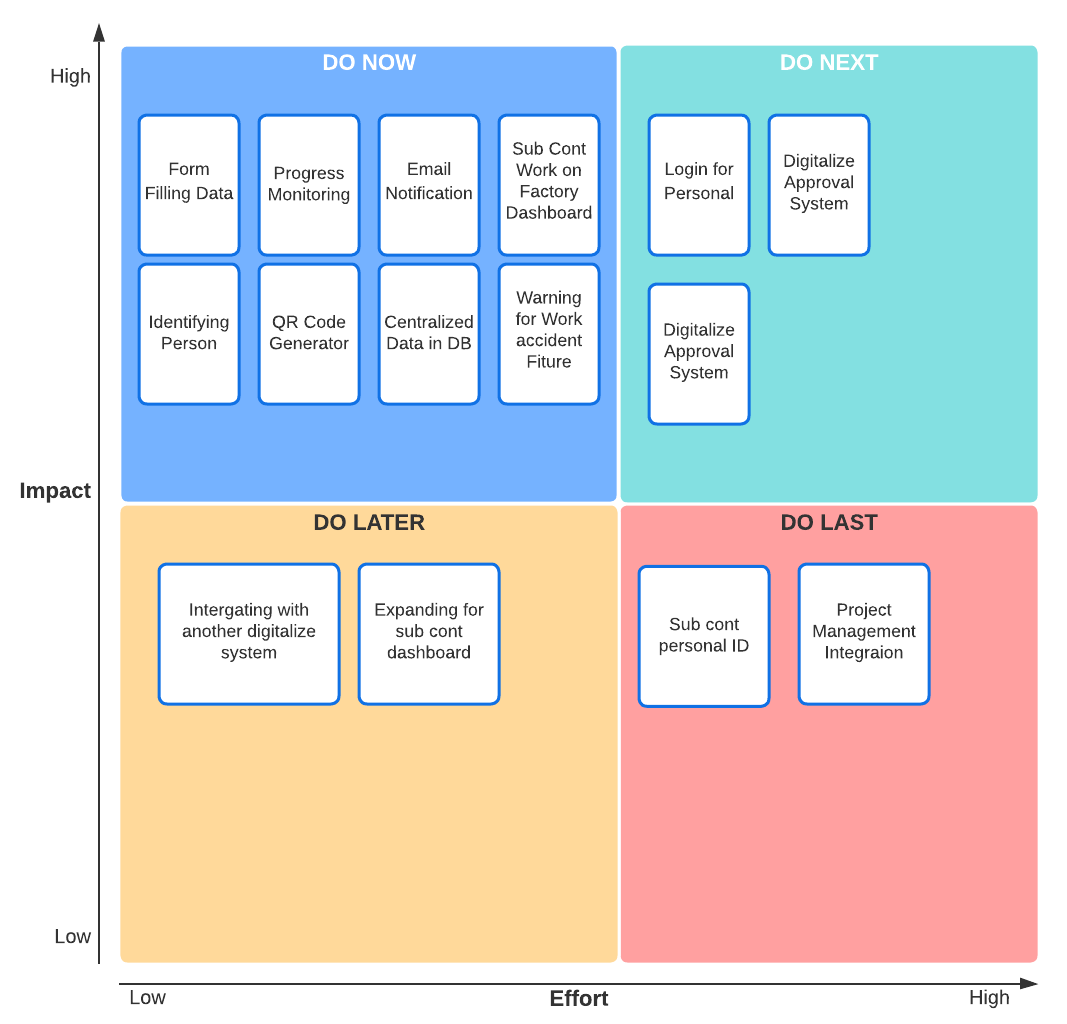 High
DO NOW
Form
Filling Data
Progress
Monitoring
Email
Notification
Sub Cont
Work on
Factory
Dashboard
Identifying
Person
QR Code
Generator
Centralized
Data in DB
Warning
for Work
accident
Fiture
DO NEXT
Login for
Personal
Digitalize
Approval
System
Digitalize
Approval
System
Impact
DO LATER
Intergating with
another digitalize
system
Expanding for
sub cont
dashboard
DO LAST
Sub cont
personal ID
Project
Management
Integraion
Low
Low
Effort
High